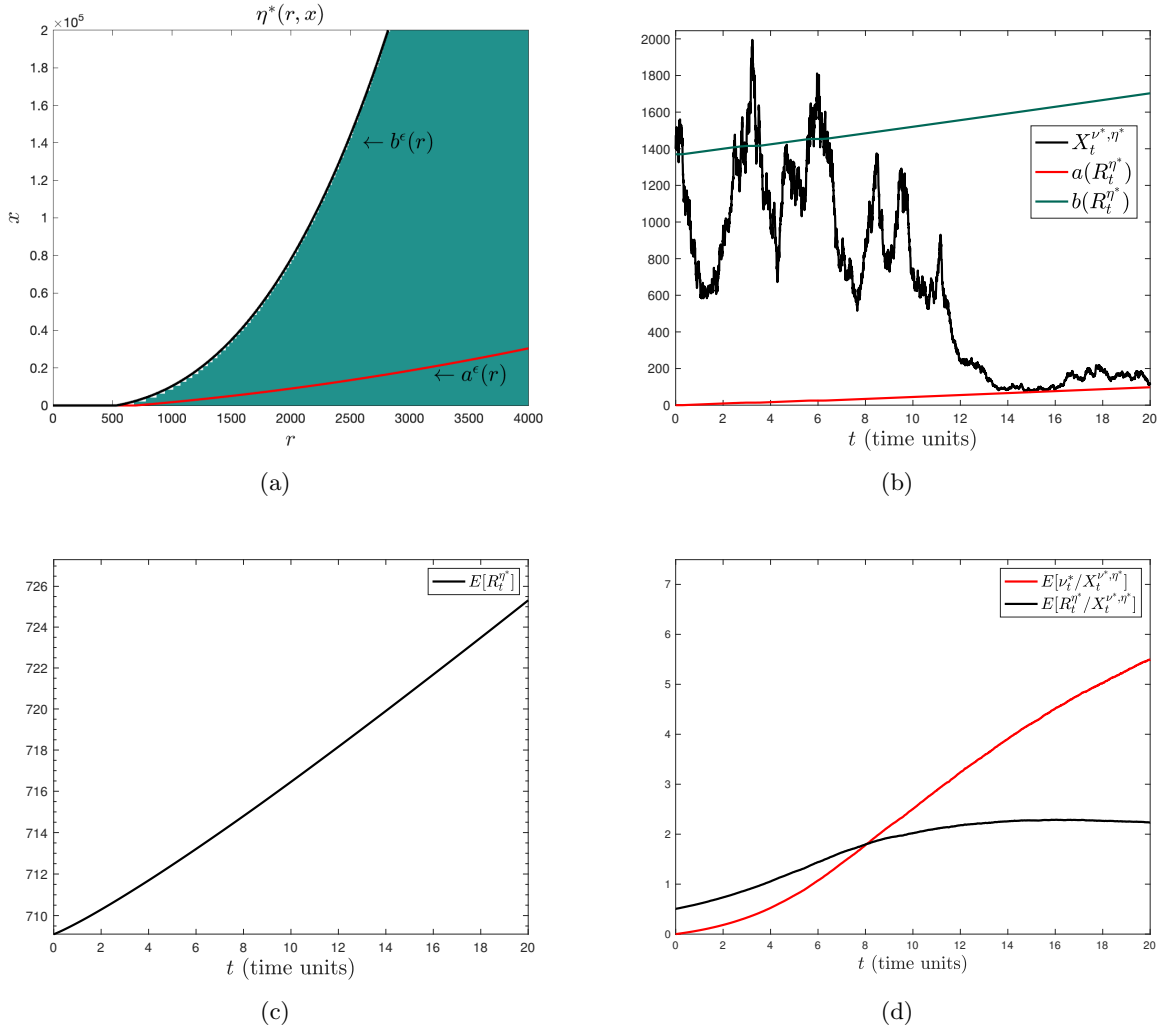 η*(r, x)
×10⁵
2
1.8
1.6
1.4
1.2
1
0.8
0.6
0.4
0.2
0
x
← bᵋ(r)
← aᵋ(r)
0 500 1000 1500 2000 2500 3000 3500 4000
r
(a)
2000
1800
1600
1400
1200
1000
800
600
400
200
0
X_t^{ν*,η*}
a(R_t^{η*})
b(R_t^{η*})
0 2 4 6 8 10 12 14 16 18 20
t (time units)
(b)
726
724
722
720
718
716
714
712
710
E[R_t^{η*}]
0 2 4 6 8 10 12 14 16 18 20
t (time units)
(c)
7
6
5
4
3
2
1
0
E[ν_t^*/X_t^{ν*,η*}]
E[R_t^{η*}/X_t^{ν*,η*}]
0 2 4 6 8 10 12 14 16 18 20
t (time units)
(d)